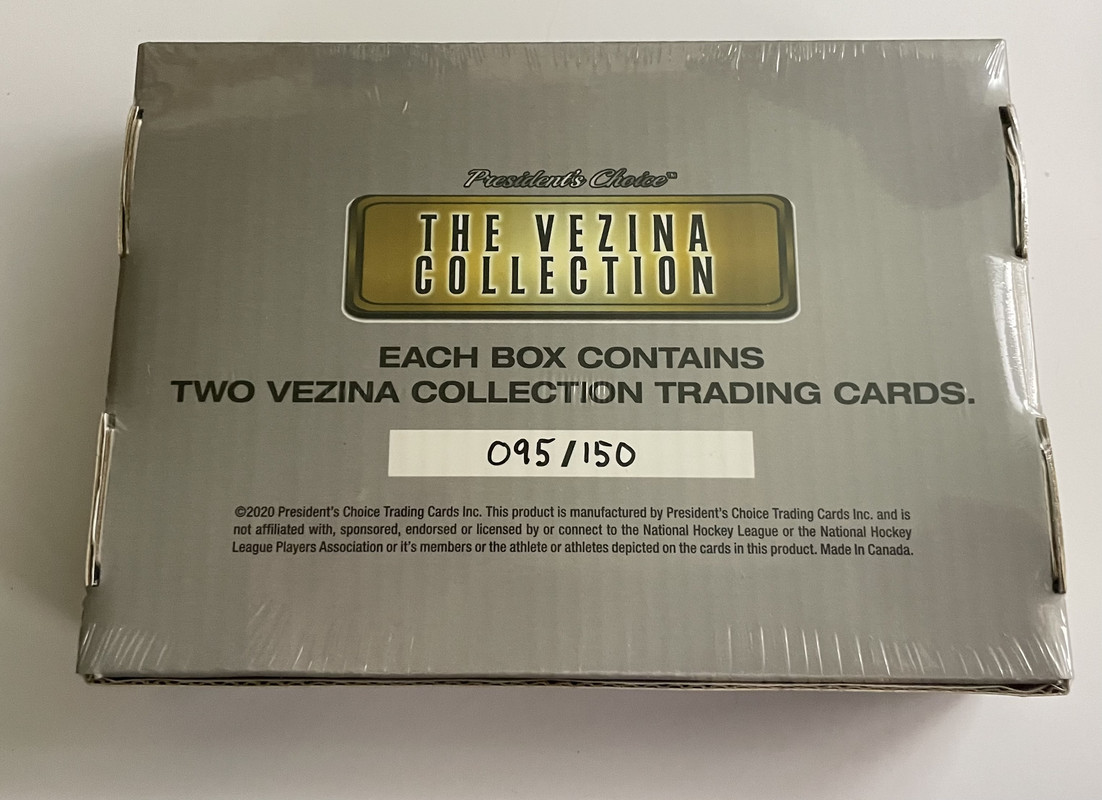 President's Choice™
THE VEZINA
COLLECTION
EACH BOX CONTAINS
TWO VEZINA COLLECTION TRADING CARDS.
095/150
©2020 President's Choice Trading Cards Inc. This product is manufactured by President's Choice Trading Cards Inc. and is
not affiliated with, sponsored, endorsed or licensed by or connect to the National Hockey League or the National Hockey
League Players Association or it's members or the athlete or athletes depicted on the cards in this product. Made In Canada.